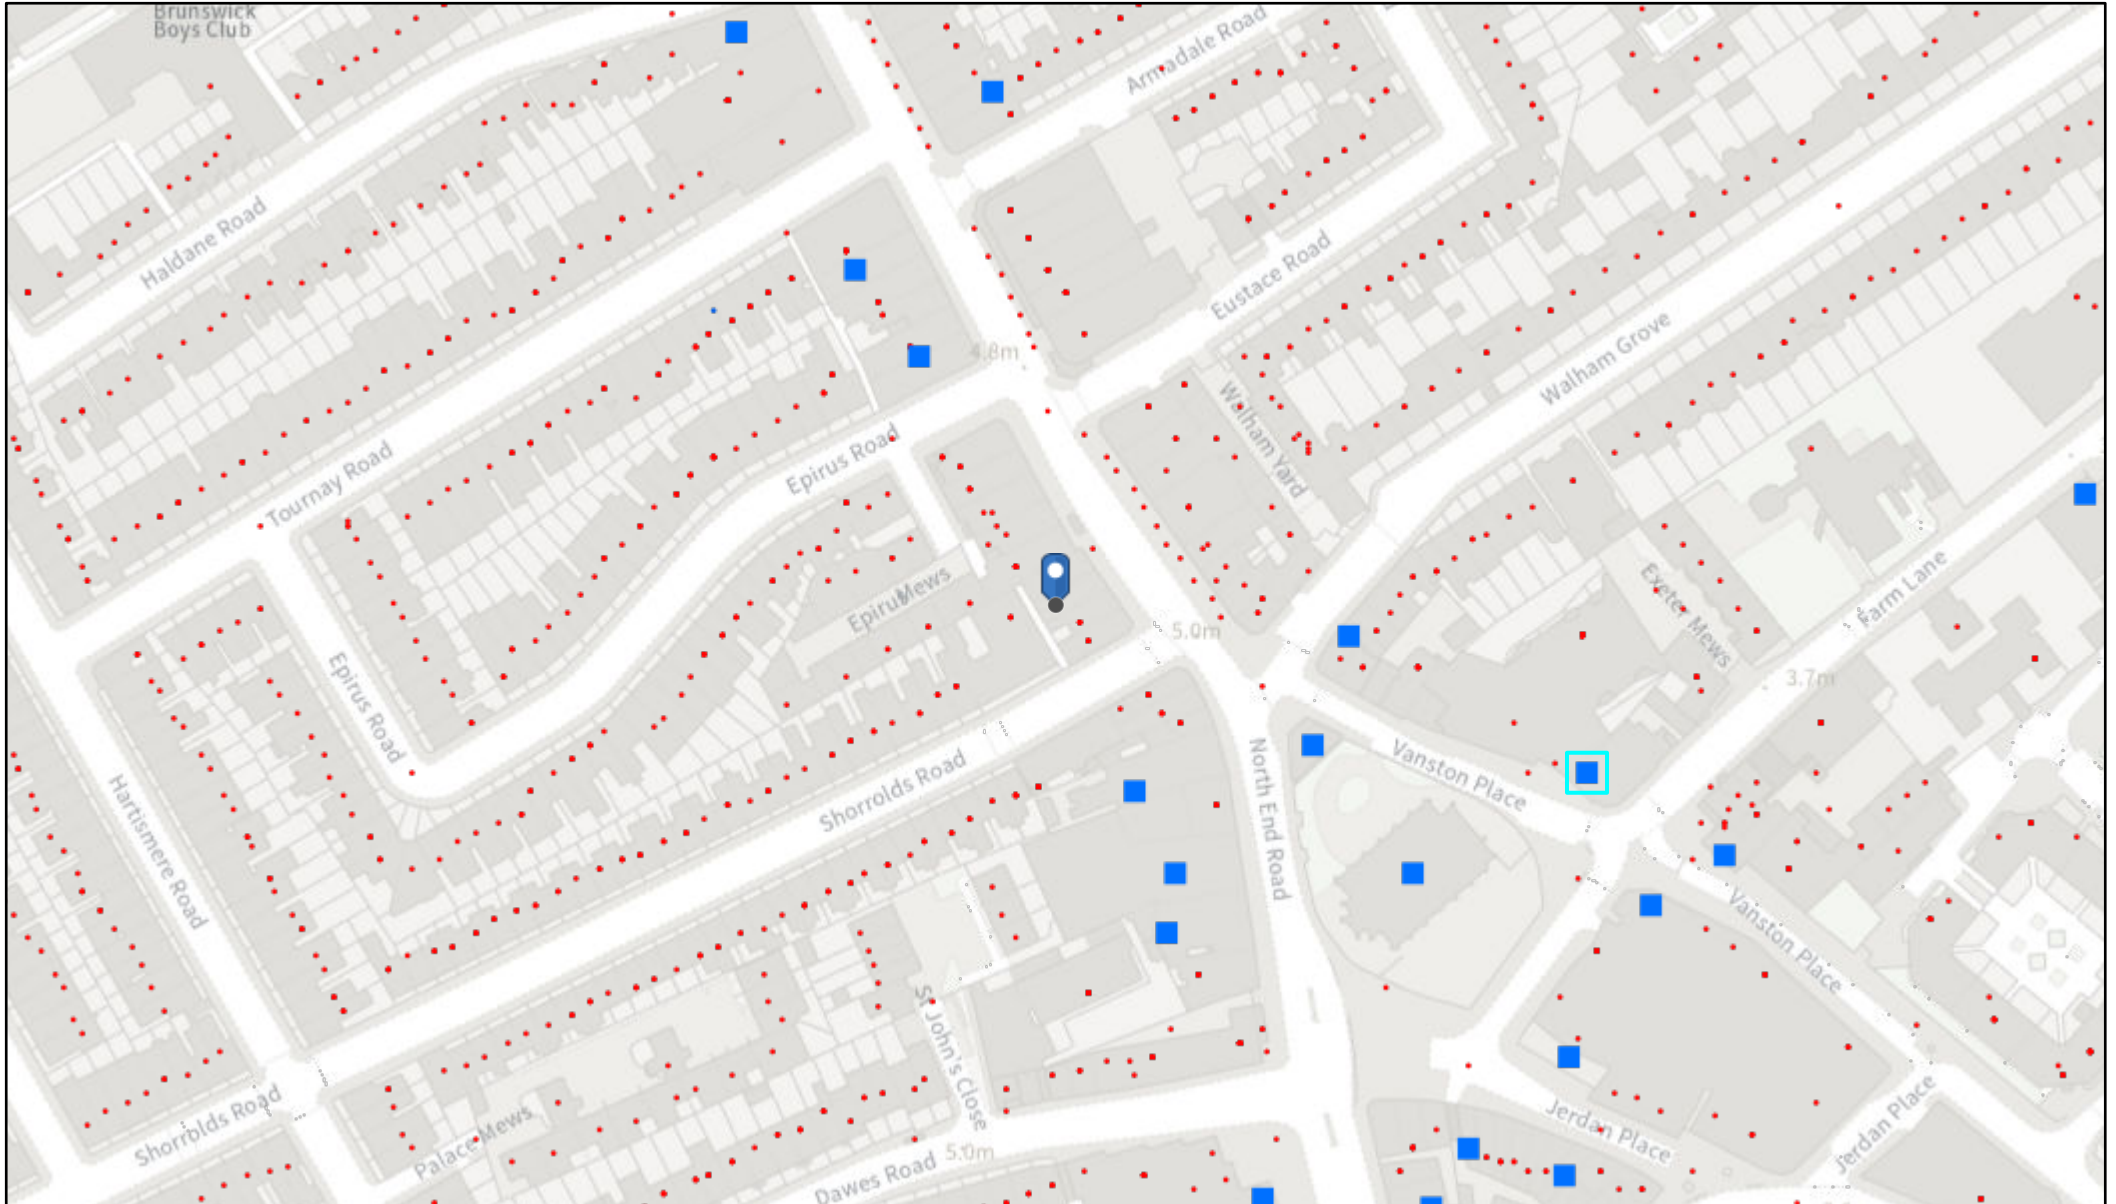 Brunswick
Boys Club
Armadale Road
Haldane Road
Eustace Road
4.8m
Walham Grove
Walham Yard
Epirus Road
Tournay Road
Epirus Mews
Exeter Mews
Farm Lane
5.0m
3.7m
Epirus Road
Vanston Place
North End Road
Shorrolds Road
Hartismere Road
Vanston Place
St John's Close
Shorrolds Road
Palace Mews
Jerdan Place
Jerdan Place
5.0m
Dawes Road